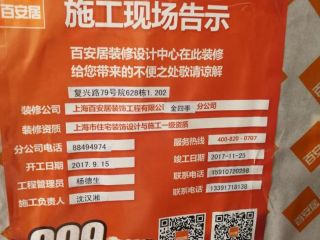 百安居
施工现场告示
百安居装修设计中心在此装修
给您带来的不便之处敬请谅解
复兴路79号院628栋1.202
装修公司 上海百安居装饰工程有限公司 金四季 分公司
装修资质 上海市住宅装饰设计与施工一级资质
分公司电话 88494974 服务热线 400-820-0707
开工日期 2017.9.15 竣工日期 2017-11-25
工程管理员 杨德生 联系电话 15910720298
施工负责人 沈汉湘 联系电话 13391718138